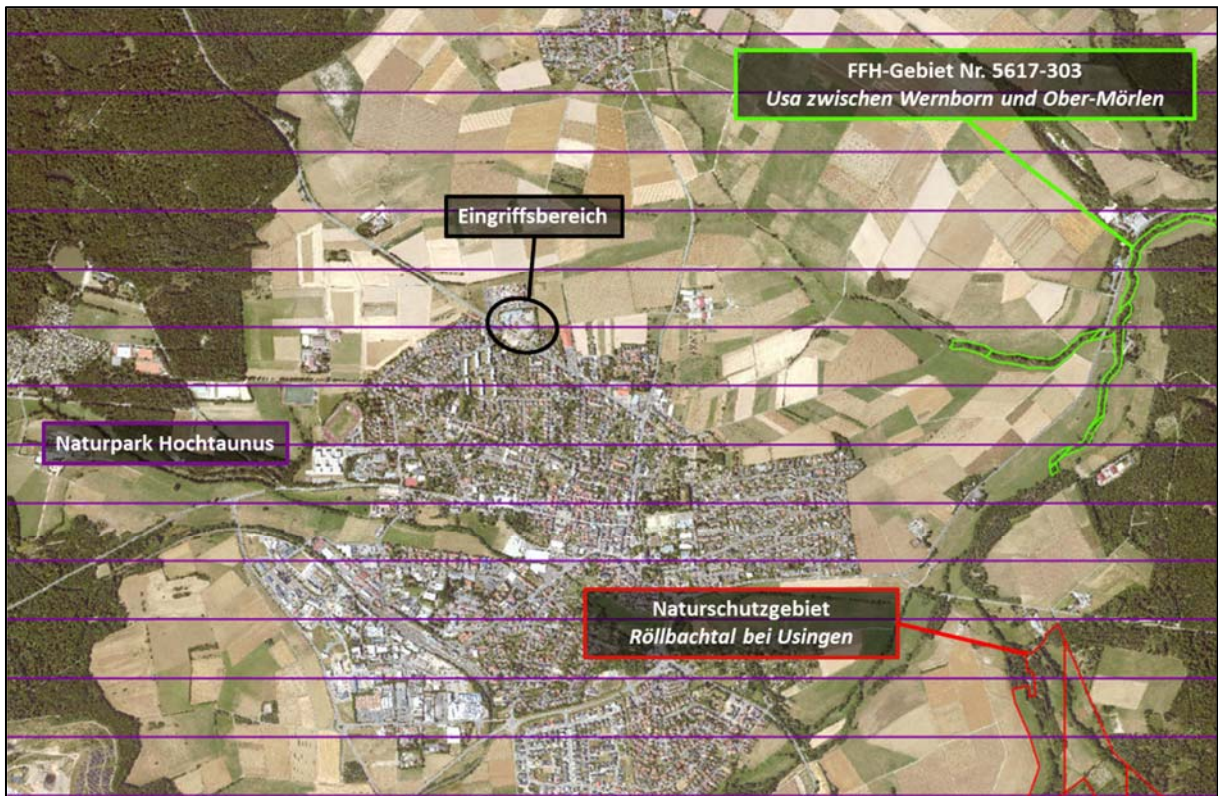 FFH-Gebiet Nr. 5617-303
Usa zwischen Wernborn und Ober-Mörlen
Eingriffsbereich
Naturpark Hochtaunus
Naturschutzgebiet
Röllbachtal bei Usingen